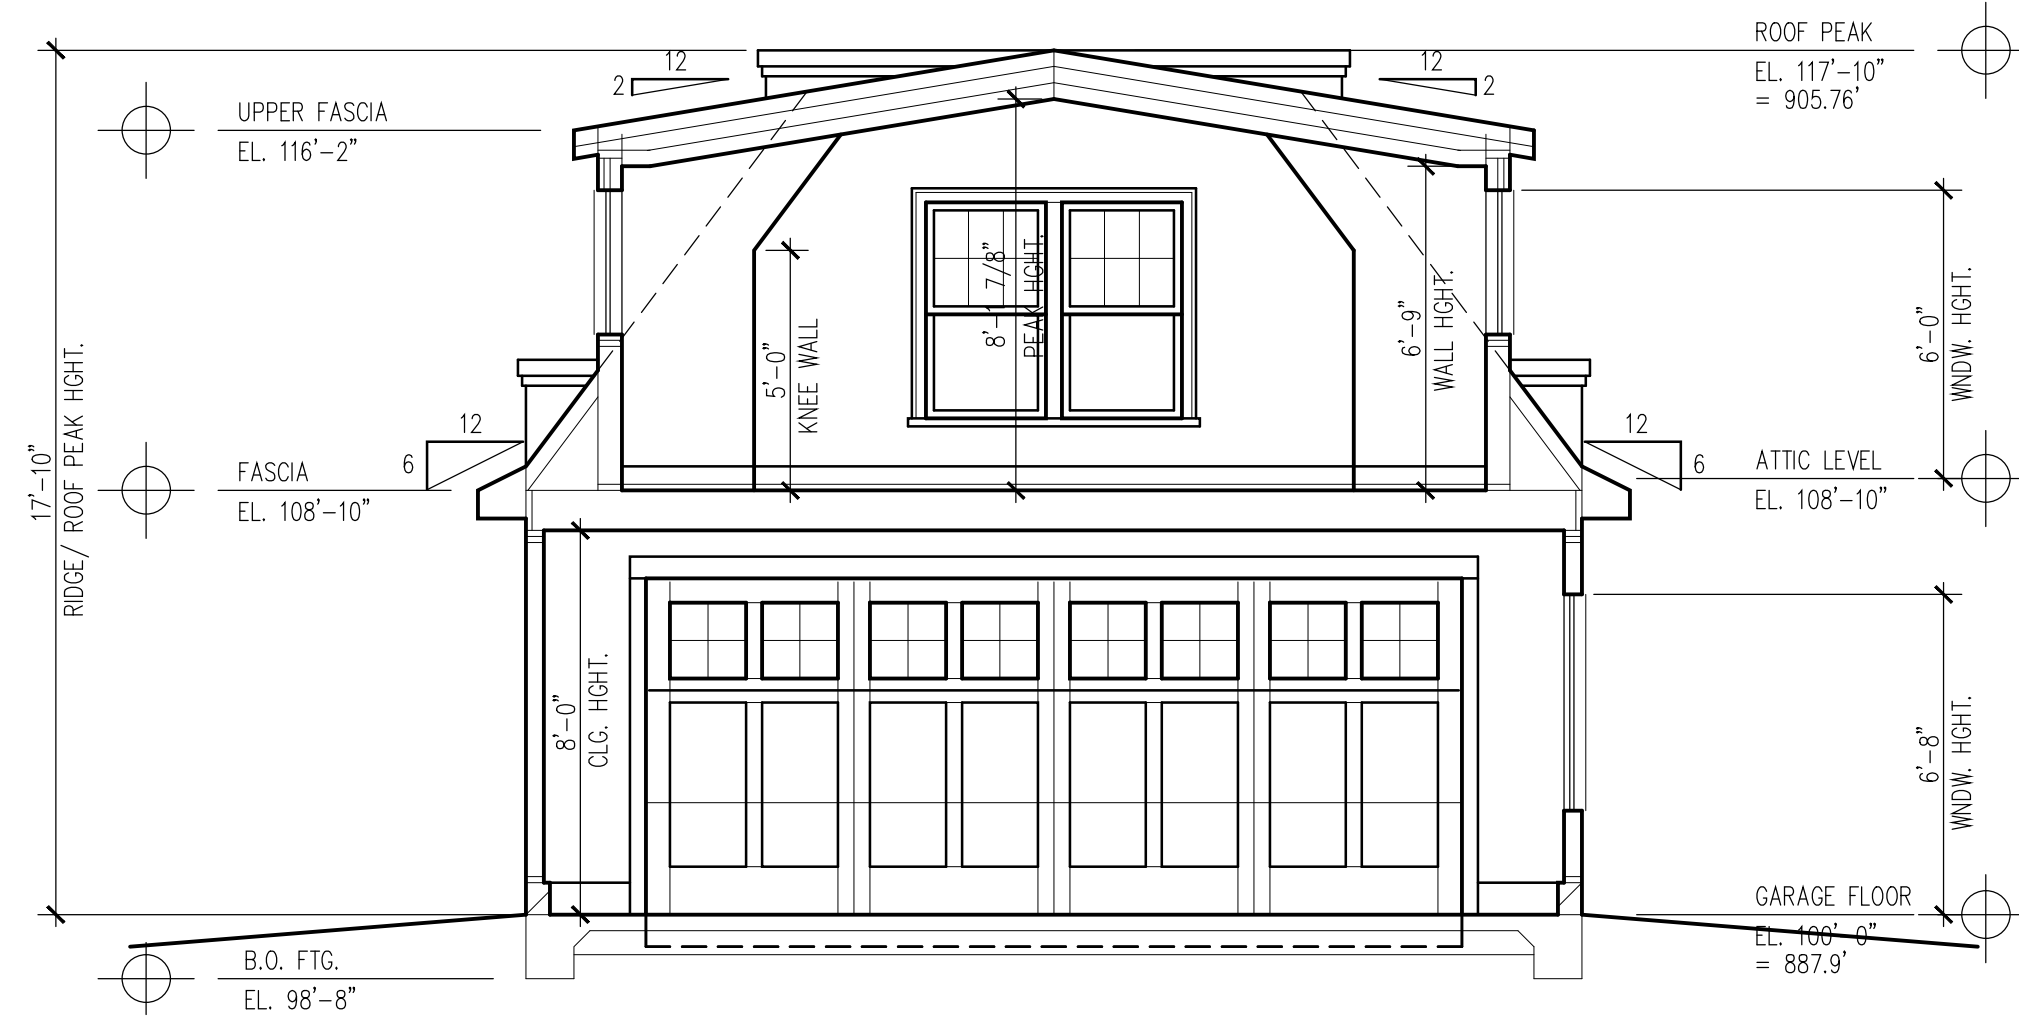 ROOF PEAK
EL. 117'-10"
= 905.76'
12
2
12
2
UPPER FASCIA
EL. 116'-2"
17'-10"
RIDGE/ ROOF PEAK HGHT.
8'-1 7/8"
PEAK HGHT.
5'-0"
KNEE WALL
6'-9"
WALL HGHT.
6'-0"
WNDW. HGHT.
12
6
12
6
FASCIA
EL. 108'-10"
ATTIC LEVEL
EL. 108'-10"
8'-0"
CLG. HGHT.
6'-8"
WNDW. HGHT.
GARAGE FLOOR
EL. 100'-0"
= 887.9'
B.O. FTG.
EL. 98'-8"